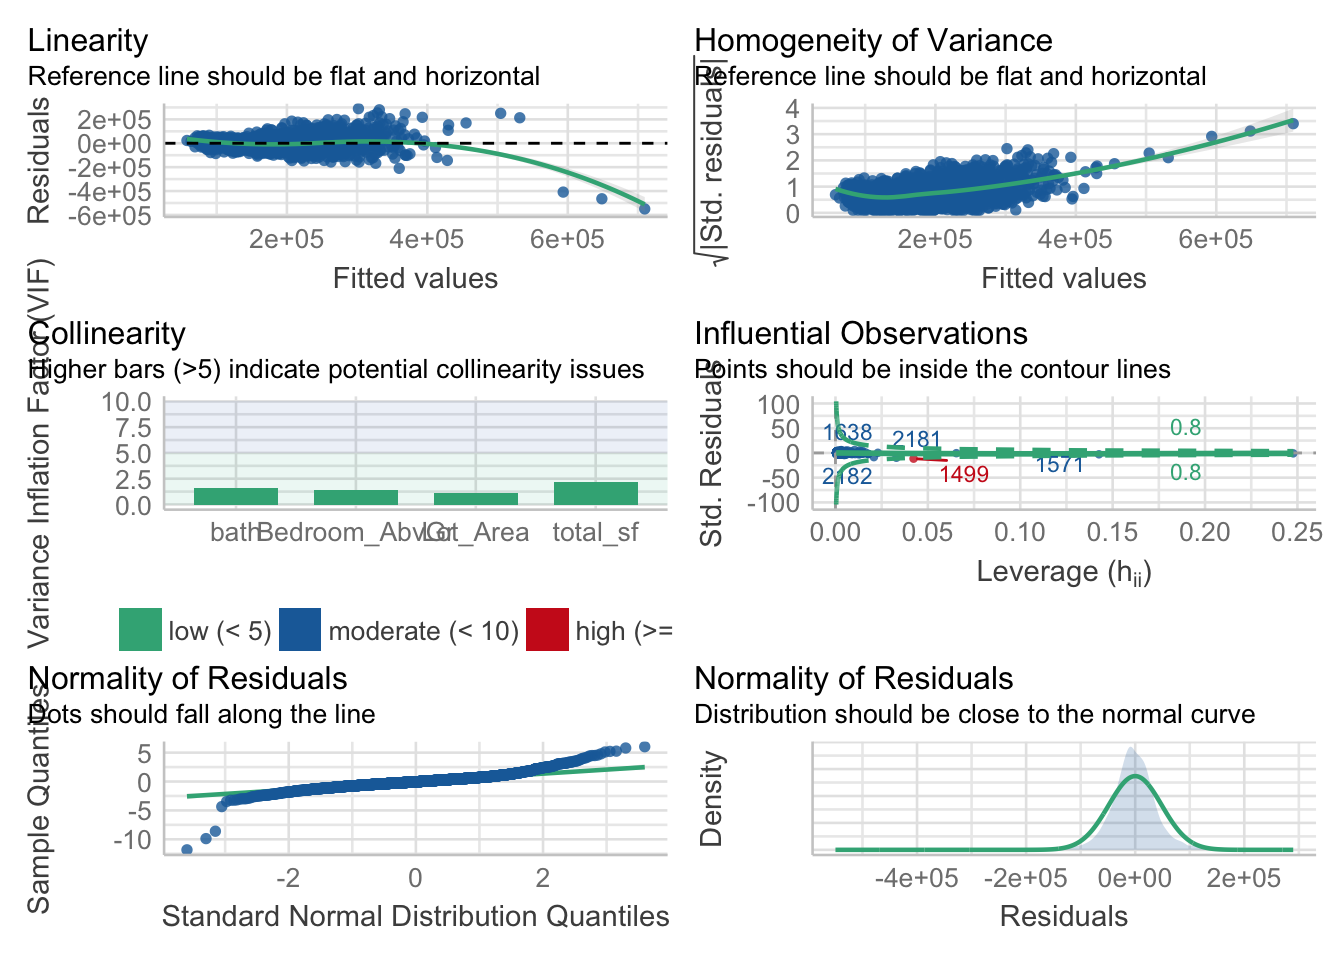 Linearity
Reference line should be flat and horizontal
Residuals
2e+05
0e+00
-2e+05
-4e+05
-6e+05
2e+05 4e+05 6e+05
Fitted values
Homogeneity of Variance
Reference line should be flat and horizontal
√|Std. residuals|
4
3
2
1
0
2e+05 4e+05 6e+05
Fitted values
Collinearity
Higher bars (>5) indicate potential collinearity issues
Variance Inflation Factor (VIF)
10.0
7.5
5.0
2.5
0.0
bath Bedroom_AbvGr Lot_Area total_sf
low (< 5) moderate (< 10) high (>=
Influential Observations
Points should be inside the contour lines
Std. Residuals
100
50
0
-50
-100
1638 2181 0.8
2182 1499 1571 0.8
0.00 0.05 0.10 0.15 0.20 0.25
Leverage (hii)
Normality of Residuals
Dots should fall along the line
Sample Quantiles
5
0
-5
-10
-2 0 2
Standard Normal Distribution Quantiles
Normality of Residuals
Distribution should be close to the normal curve
Density
-4e+05 -2e+05 0e+00 2e+05
Residuals